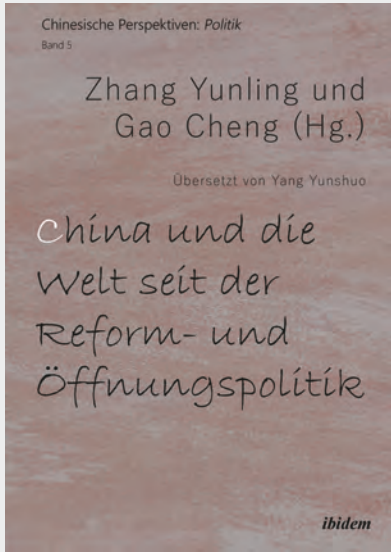 Chinesische Perspektiven: Politik
Band 5
Zhang Yunling und
Gao Cheng (Hg.)
Übersetzt von Yang Yunshuo
China und die
Welt seit der
Reform- und
Öffnungspolitik
ibidem